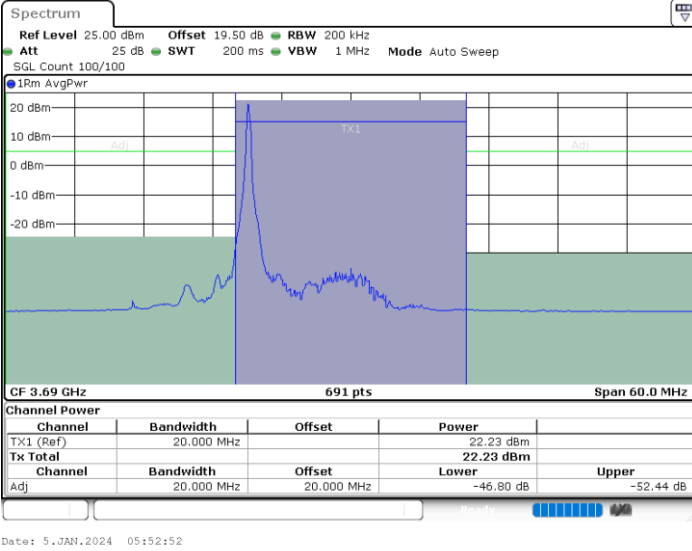 Spectrum
Ref Level 25.00 dBm Offset 19.50 dB RBW 200 kHz
Att 25 dB SWT 200 ms VBW 1 MHz Mode Auto Sweep
SGL Count 100/100
1Rm AvgPwr
20 dBm
TX1
10 dBm
Adj Adj
0 dBm
-10 dBm
-20 dBm
CF 3.69 GHz 691 pts Span 60.0 MHz
Channel Power
Channel Bandwidth Offset Power
TX1 (Ref) 20.000 MHz 22.23 dBm
Tx Total 22.23 dBm
Channel Bandwidth Offset Lower Upper
Adj 20.000 MHz 20.000 MHz -46.80 dB -52.44 dB
Ready
Date: 5.JAN.2024 05:52:52